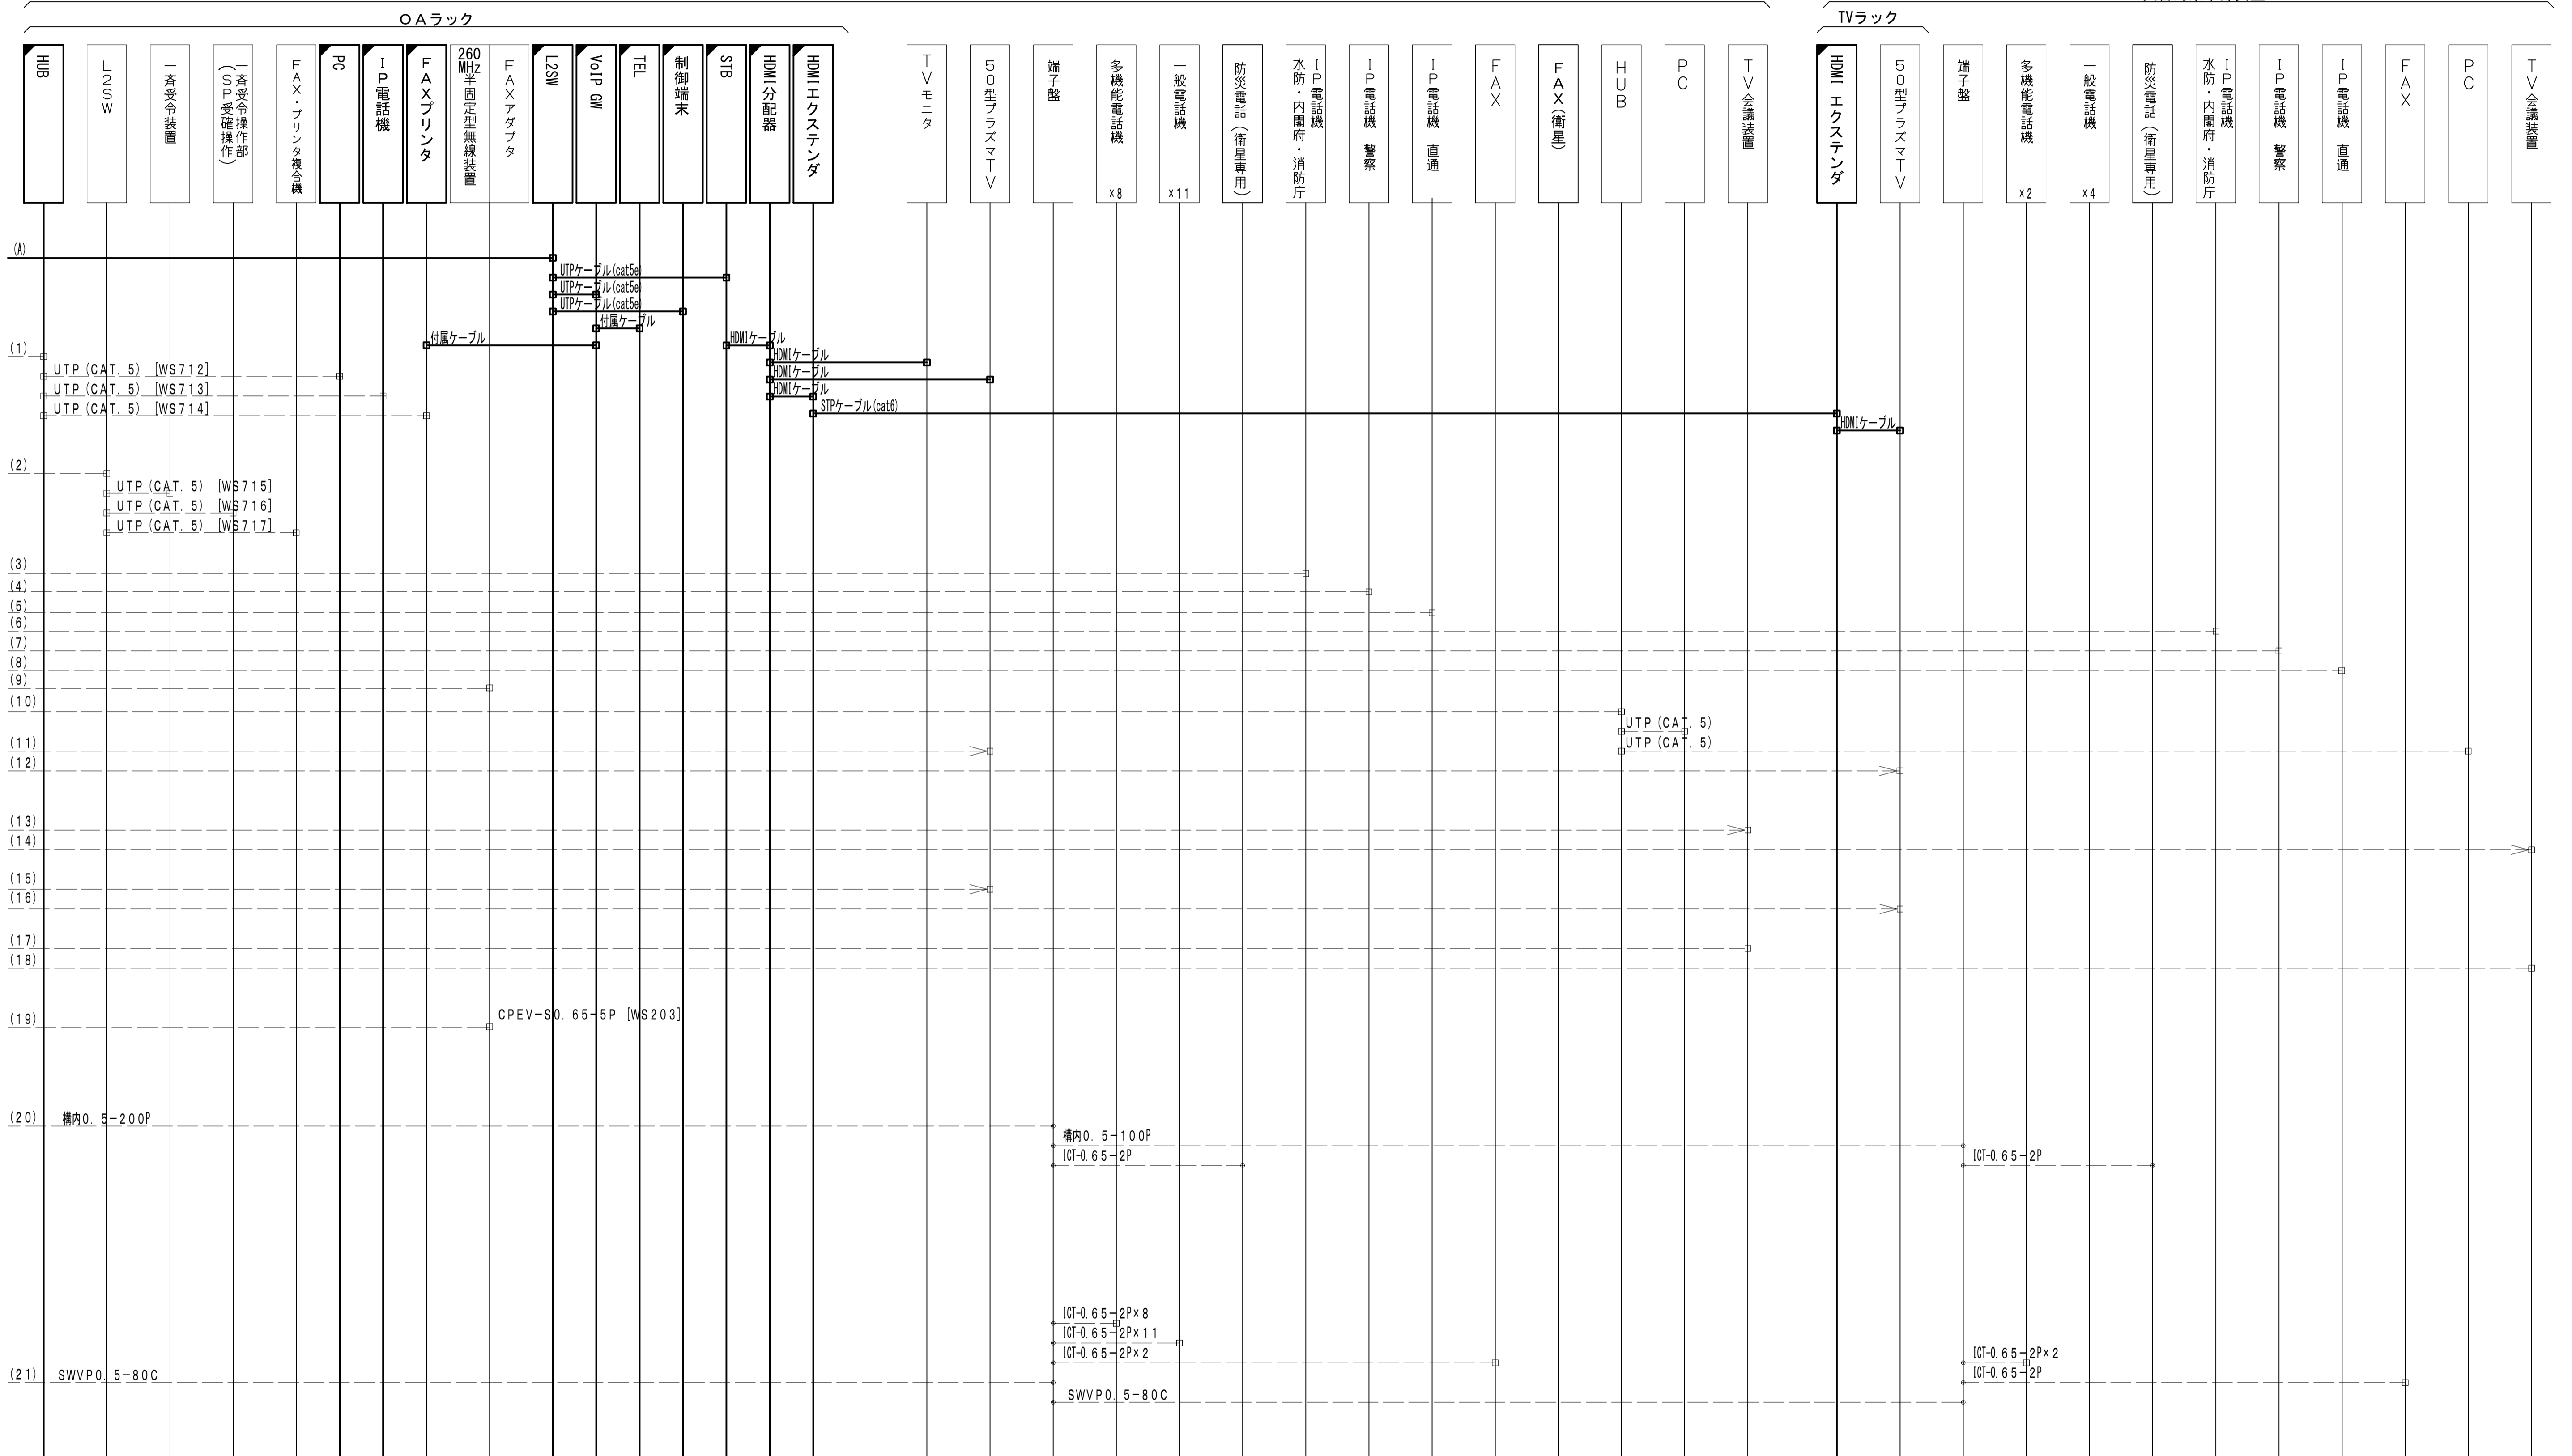 OAラック
TVラック
HUB
L2SW
一斉受令装置
一斉受令操作部
(SP受確操作)
FAX・プリンタ複合機
PC
IP電話機
FAXプリンタ
260
MHz
半固定型無線装置
FAXアダプタ
L2SW
VoIP GW
TEL
制御端末
STB
HDMI分配器
HDMIエクステンダ
TVモニタ
50型プラズマTV
端子盤
多機能電話機
x8
一般電話機
x11
防災電話(衛星専用)
IP電話機
水防・内閣府・消防庁
IP電話機 警察
IP電話機 直通
FAX
FAX(衛星)
HUB
PC
TV会議装置
HDMI エクステンダ
50型プラズマTV
端子盤
多機能電話機
x2
一般電話機
x4
防災電話(衛星専用)
IP電話機
水防・内閣府・消防庁
IP電話機 警察
IP電話機 直通
FAX
PC
TV会議装置
(A)
UTPケーブル(cat5e)
UTPケーブル(cat5e)
UTPケーブル(cat5e)
付属ケーブル
付属ケーブル
HDMIケーブル
(1)
HDMIケーブル
UTP(CAT.5) [WS712]
HDMIケーブル
UTP(CAT.5) [WS713]
HDMIケーブル
UTP(CAT.5) [WS714]
STPケーブル(cat6)
HDMIケーブル
(2)
UTP(CAT.5) [WS715]
UTP(CAT.5) [WS716]
UTP(CAT.5) [WS717]
(3)
(4)
(5)
(6)
(7)
(8)
(9)
(10)
UTP(CAT.5)
(11)
UTP(CAT.5)
(12)
(13)
(14)
(15)
(16)
(17)
(18)
(19)
CPEV-S0.65-5P [WS203]
(20) 構内0.5-200P
構内0.5-100P
ICT-0.65-2P
ICT-0.65-2P
ICT-0.65-2Px8
ICT-0.65-2Px11
ICT-0.65-2Px2
ICT-0.65-2Px2
(21) SWVP0.5-80C
ICT-0.65-2P
SWVP0.5-80C